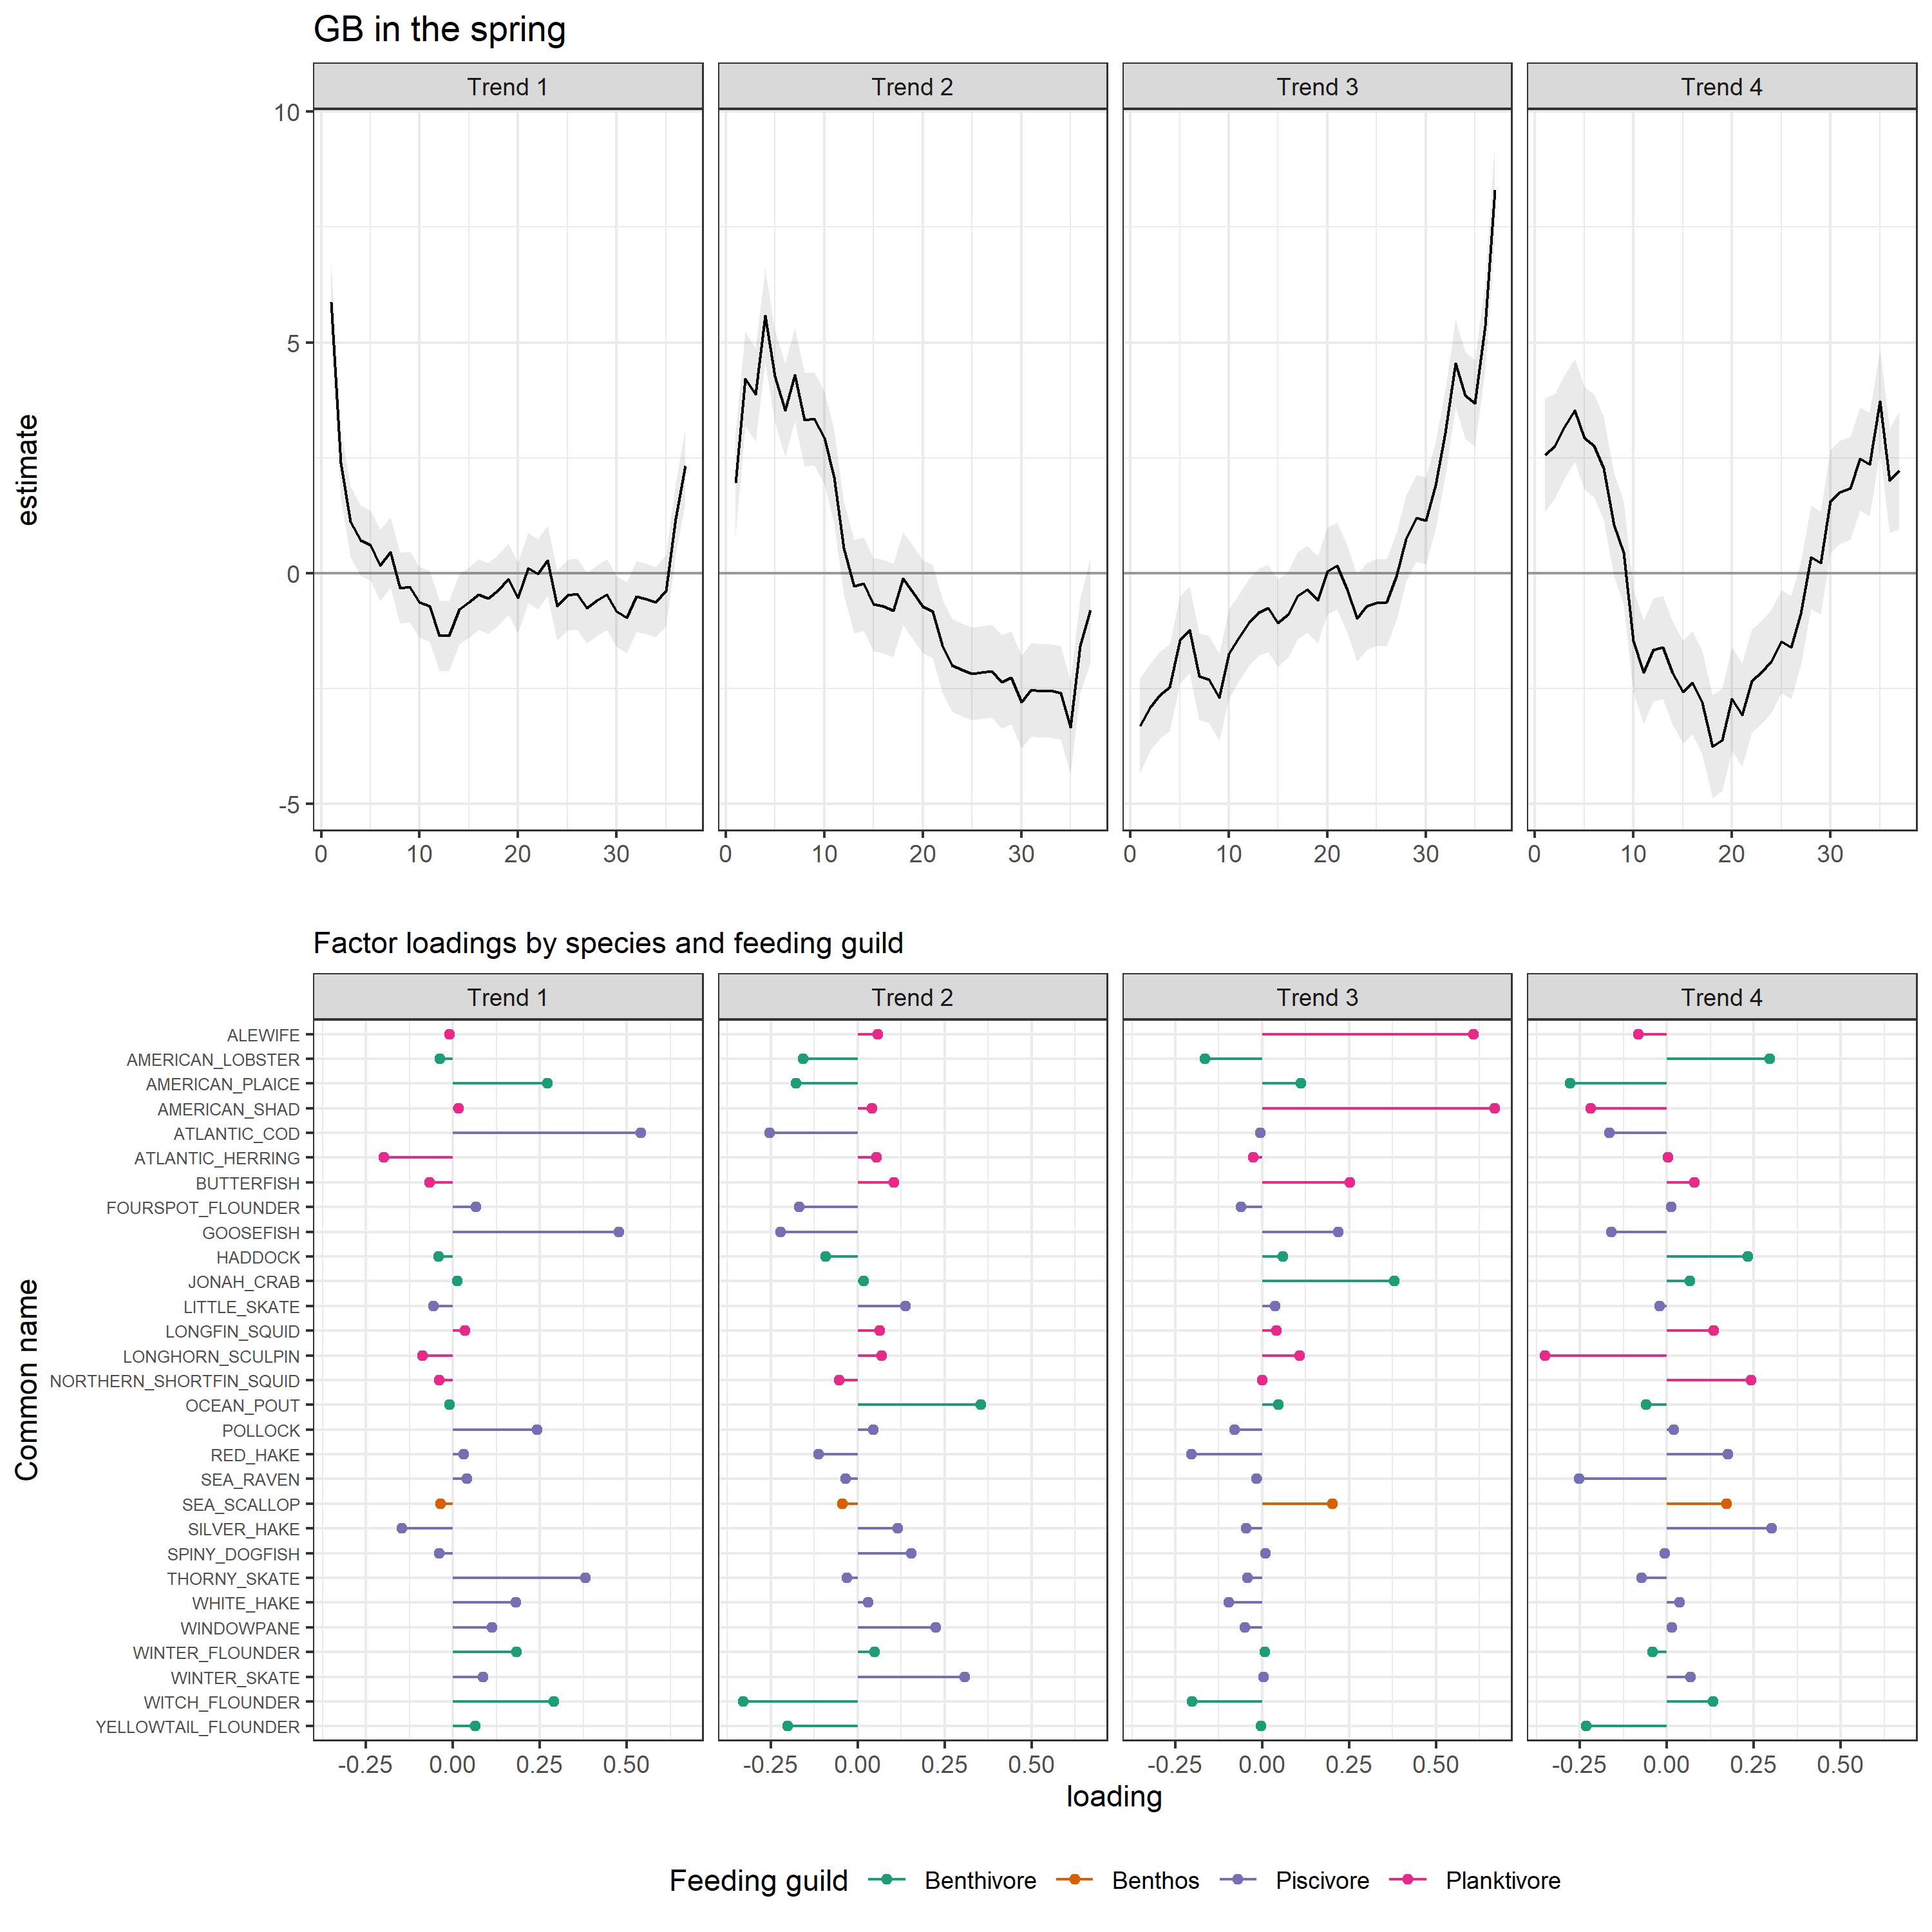 GB in the spring
Trend 1 Trend 2 Trend 3 Trend 4
10
5
0
-5
estimate
0 10 20 30 0 10 20 30 0 10 20 30 0 10 20 30
Factor loadings by species and feeding guild
Trend 1 Trend 2 Trend 3 Trend 4
Common name
ALEWIFE
AMERICAN_LOBSTER
AMERICAN_PLAICE
AMERICAN_SHAD
ATLANTIC_COD
ATLANTIC_HERRING
BUTTERFISH
FOURSPOT_FLOUNDER
GOOSEFISH
HADDOCK
JONAH_CRAB
LITTLE_SKATE
LONGFIN_SQUID
LONGHORN_SCULPIN
NORTHERN_SHORTFIN_SQUID
OCEAN_POUT
POLLOCK
RED_HAKE
SEA_RAVEN
SEA_SCALLOP
SILVER_HAKE
SPINY_DOGFISH
THORNY_SKATE
WHITE_HAKE
WINDOWPANE
WINTER_FLOUNDER
WINTER_SKATE
WITCH_FLOUNDER
YELLOWTAIL_FLOUNDER
-0.25 0.00 0.25 0.50 -0.25 0.00 0.25 0.50 -0.25 0.00 0.25 0.50 -0.25 0.00 0.25 0.50
loading
Feeding guild Benthivore Benthos Piscivore Planktivore